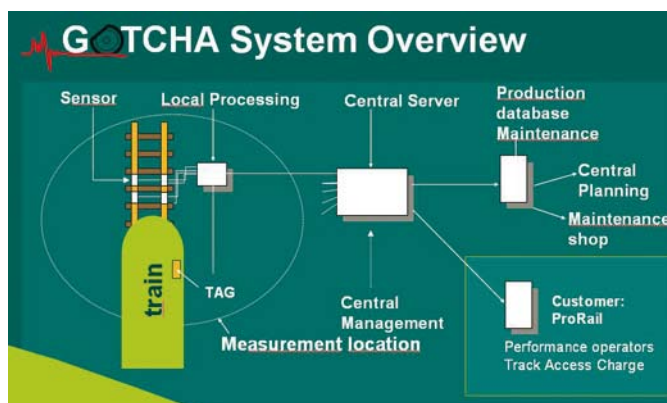 GOTCHA System Overview
Sensor
Local Processing
Central Server
Production
database
Maintenance
Central
Planning
Maintenance
shop
train
TAG
Measurement location
Central
Management
Customer:
ProRail
Performance operators
Track Access Charge